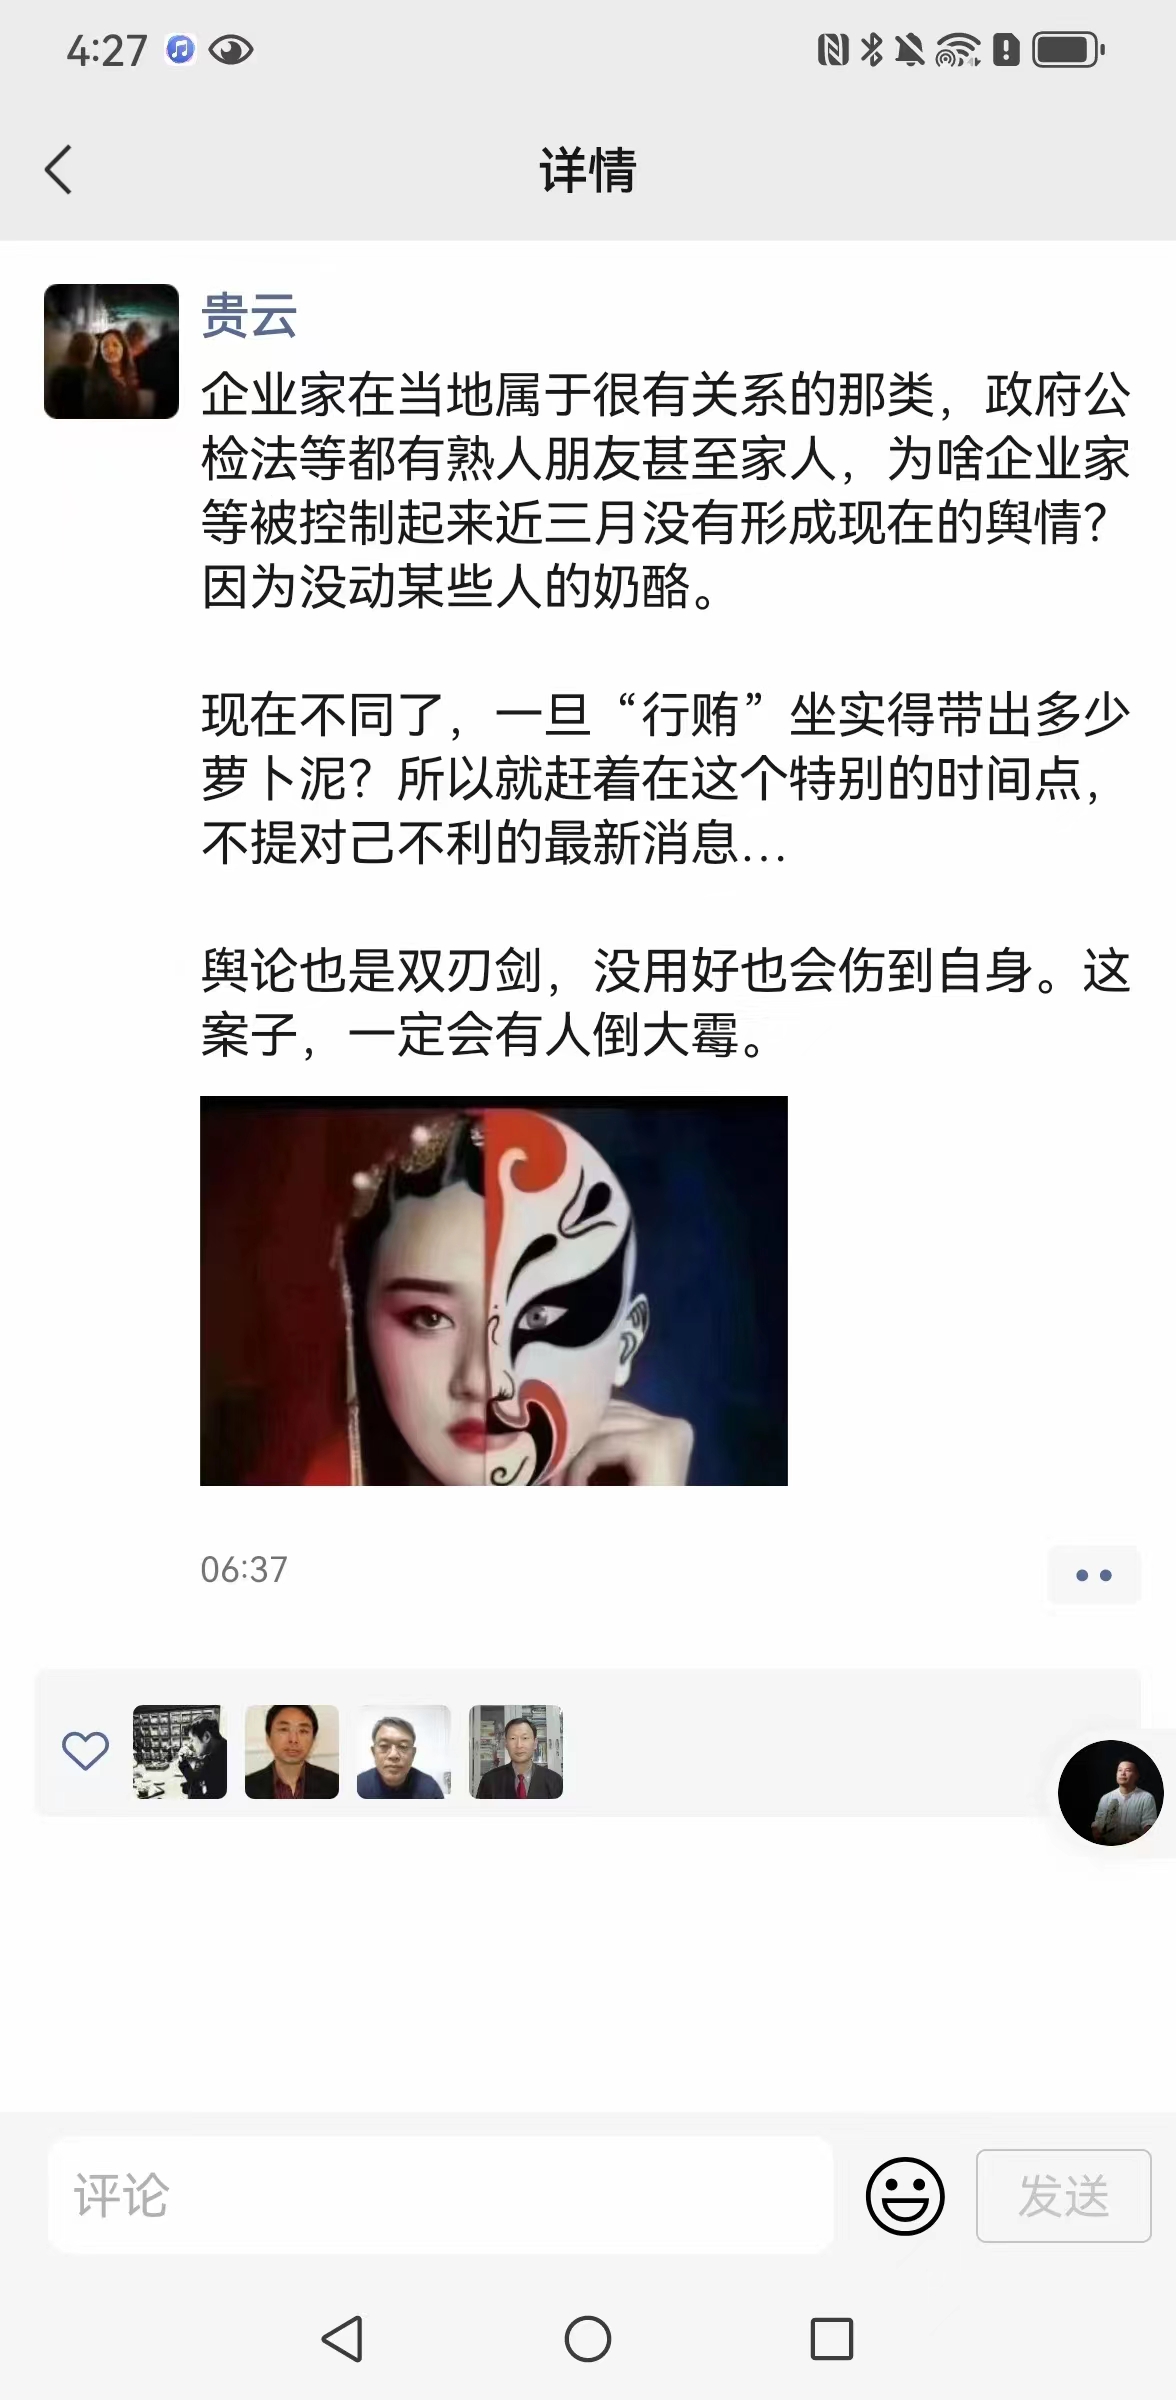 4:27
详情
贵云
企业家在当地属于很有关系的那类，政府公
检法等都有熟人朋友甚至家人，为啥企业家
等被控制起来近三月没有形成现在的舆情？
因为没动某些人的奶酪。
现在不同了，一旦“行贿”坐实得带出多少
萝卜泥？所以就赶着在这个特别的时间点，
不提对己不利的最新消息...
舆论也是双刃剑，没用好也会伤到自身。这
案子，一定会有人倒大霉。
06:37
评论
发送